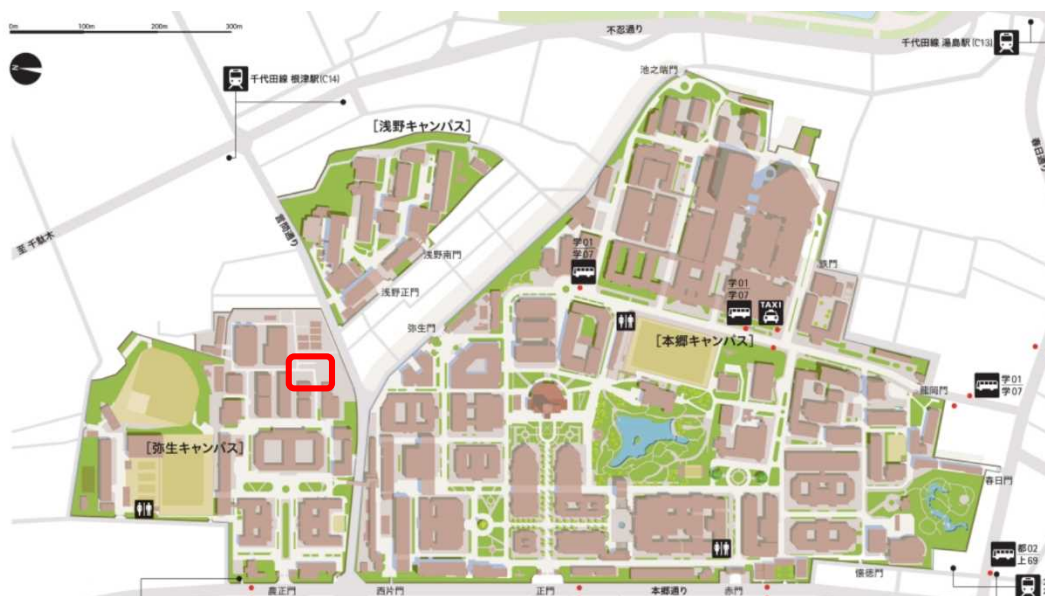 0m 100m 200m 300m
不忍通り
千代田線 湯島駅(C13)
千代田線 根津駅(C14)
池之端門
[浅野キャンパス]
春日通り
至 千駄木
言問通り
浅野南門
浅野正門
学01
学07
鉄門
学01
学07
TAXI
弥生門
[本郷キャンパス]
学01
学07
龍岡門
[弥生キャンパス]
春日門
都02
上69
懐徳門
農正門
西片門
正門
本郷通り
赤門